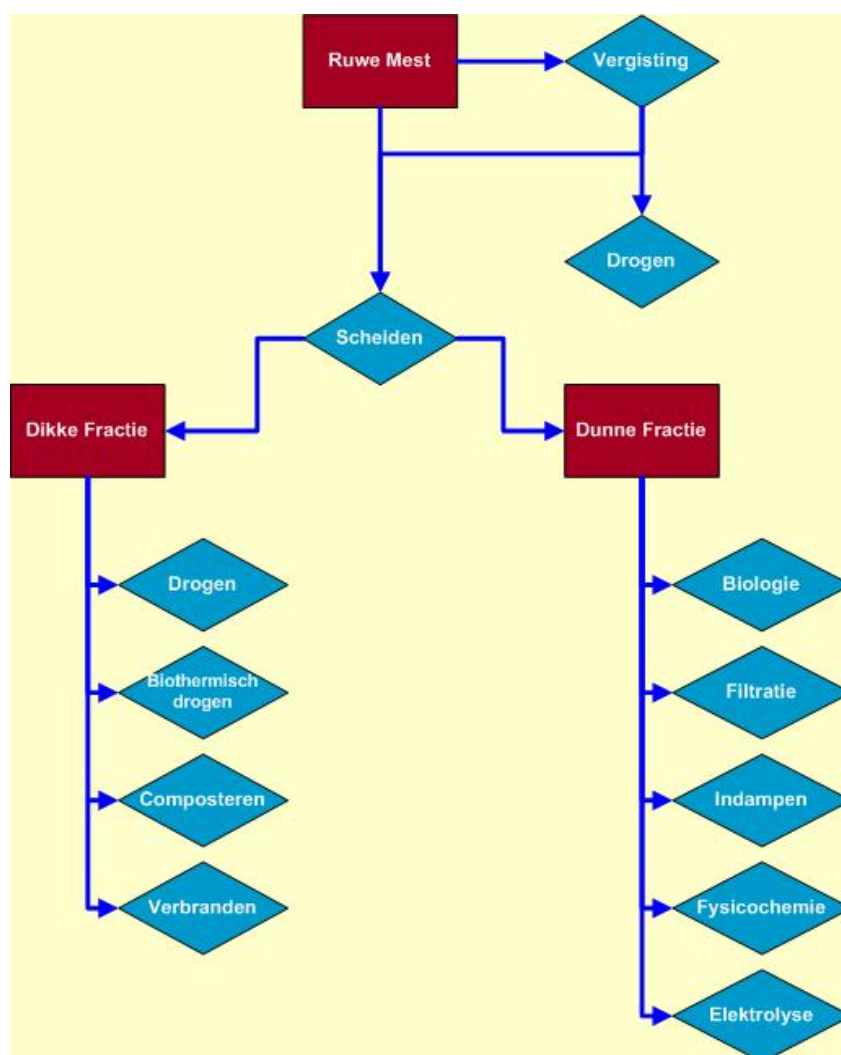 Ruwe Mest
Vergisting
Drogen
Scheiden
Dikke Fractie
Dunne Fractie
Drogen
Biothermisch
drogen
Composteren
Verbranden
Biologie
Filtratie
Indampen
Fysicochemie
Elektrolyse